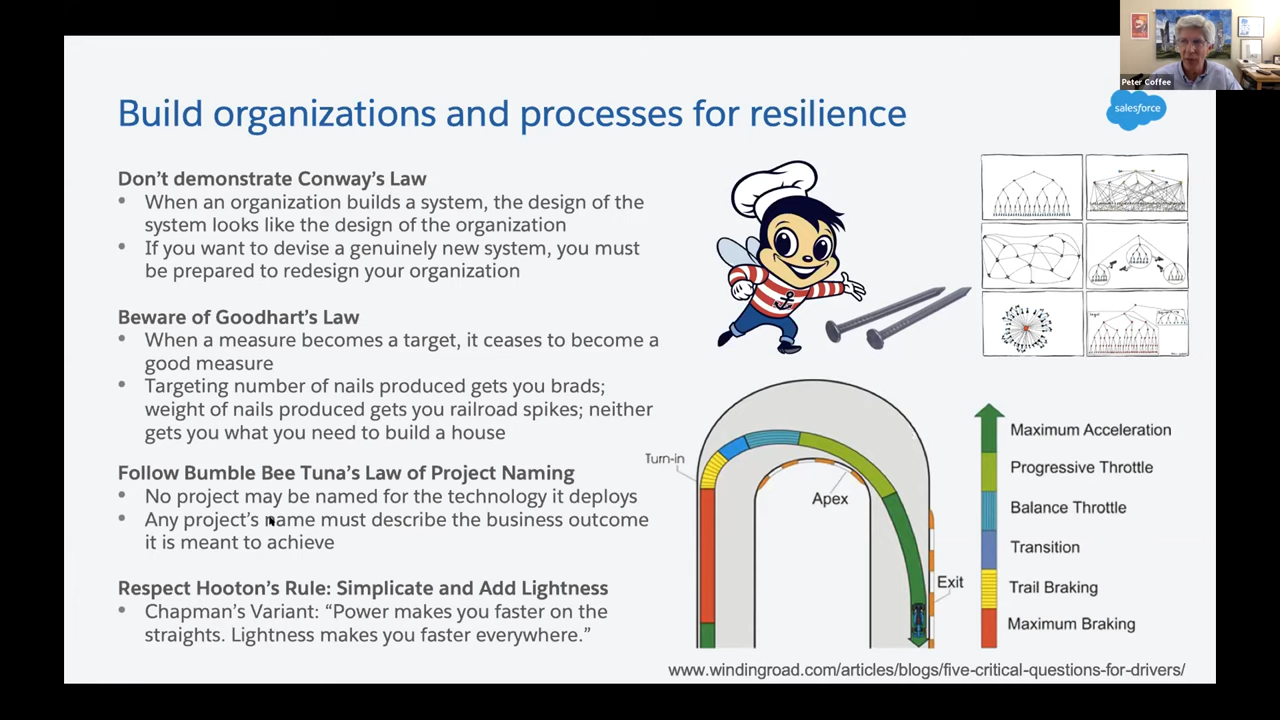 Peter Coffee
salesforce
Build organizations and processes for resilience
Don’t demonstrate Conway’s Law
• When an organization builds a system, the design of the
system looks like the design of the organization
• If you want to devise a genuinely new system, you must
be prepared to redesign your organization
Beware of Goodhart’s Law
• When a measure becomes a target, it ceases to become a
good measure
• Targeting number of nails produced gets you brads;
weight of nails produced gets you railroad spikes; neither
gets you what you need to build a house
Follow Bumble Bee Tuna’s Law of Project Naming
• No project may be named for the technology it deploys
• Any project’s name must describe the business outcome
it is meant to achieve
Respect Hooton’s Rule: Simplicate and Add Lightness
• Chapman’s Variant: “Power makes you faster on the
straights. Lightness makes you faster everywhere.”
Turn-in
Apex
Exit
Maximum Acceleration
Progressive Throttle
Balance Throttle
Transition
Trail Braking
Maximum Braking
www.windingroad.com/articles/blogs/five-critical-questions-for-drivers/